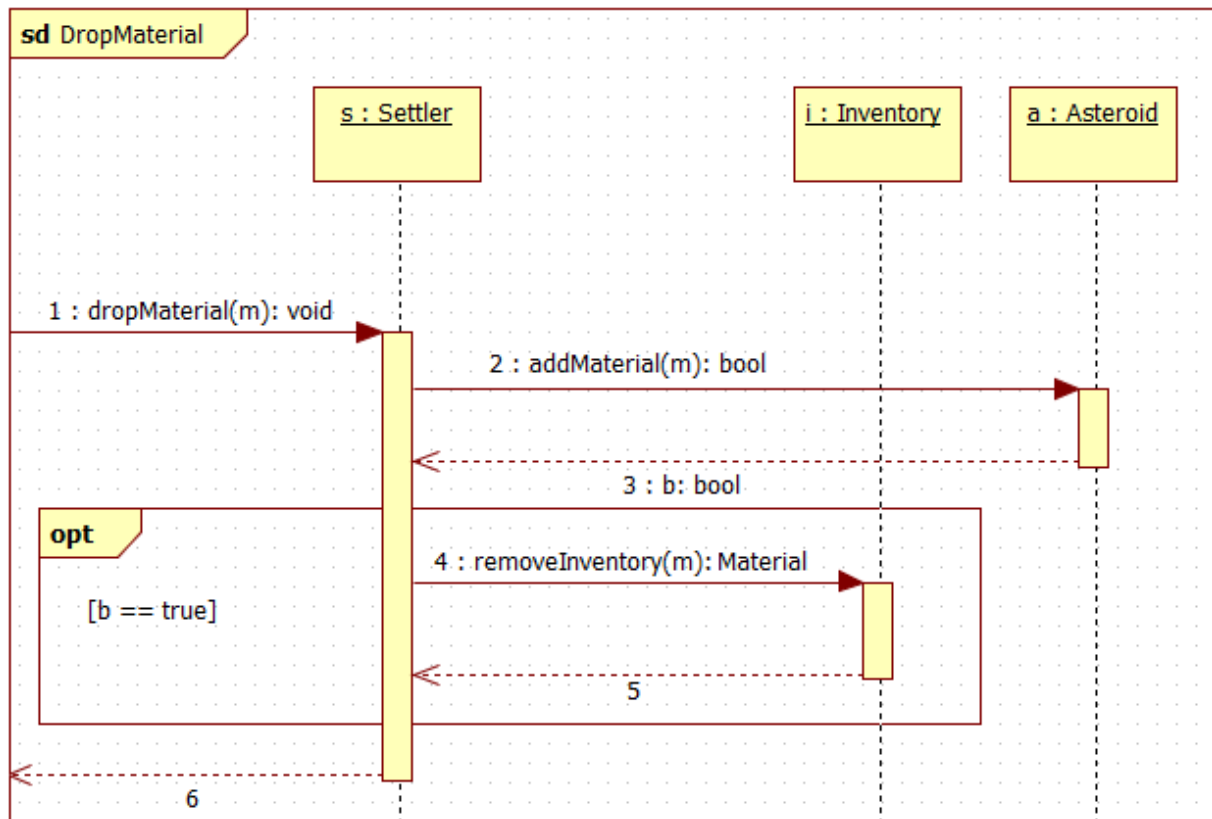 sd DropMaterial
s : Settler
i : Inventory
a : Asteroid
1 : dropMaterial(m): void
2 : addMaterial(m): bool
3 : b: bool
opt
4 : removeInventory(m): Material
[b == true]
5
6